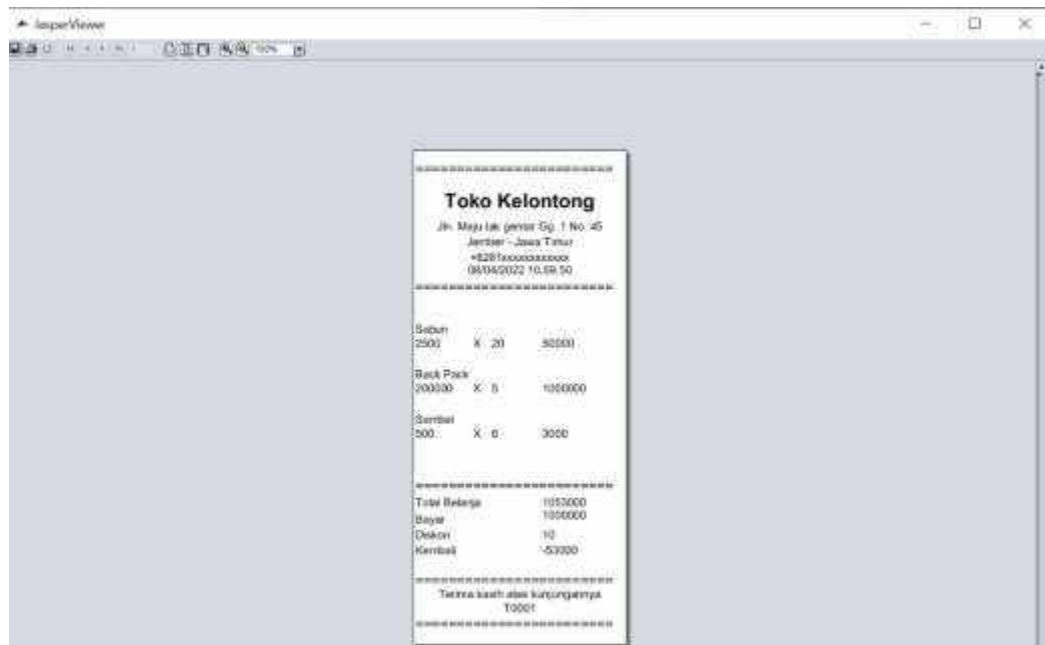 JasperViewer
100%
========================
Toko Kelontong
Jln. Maju tak gentar Gg. 1 No. 45
Jember - Jawa Timur
08/04/2022 10.59.50
========================
Sabun
2500 X 20 50000
Back Pack
200000 X 5 1000000
500 X 6 3000
========================
Total Belanja 1053000
Bayar 1000000
Diskon 10
Kembali -53000
========================
Terima kasih atas kunjungannya
T0001
========================